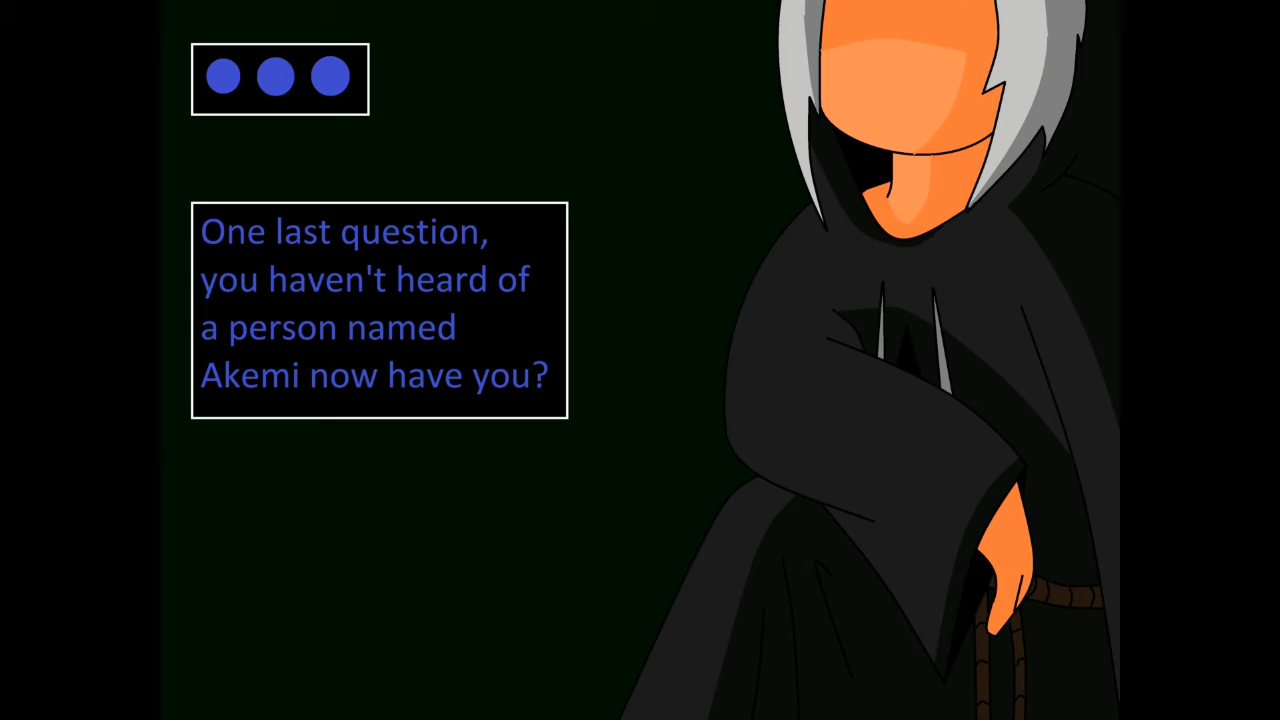 One last question,
you haven't heard of
a person named
Akemi now have you?